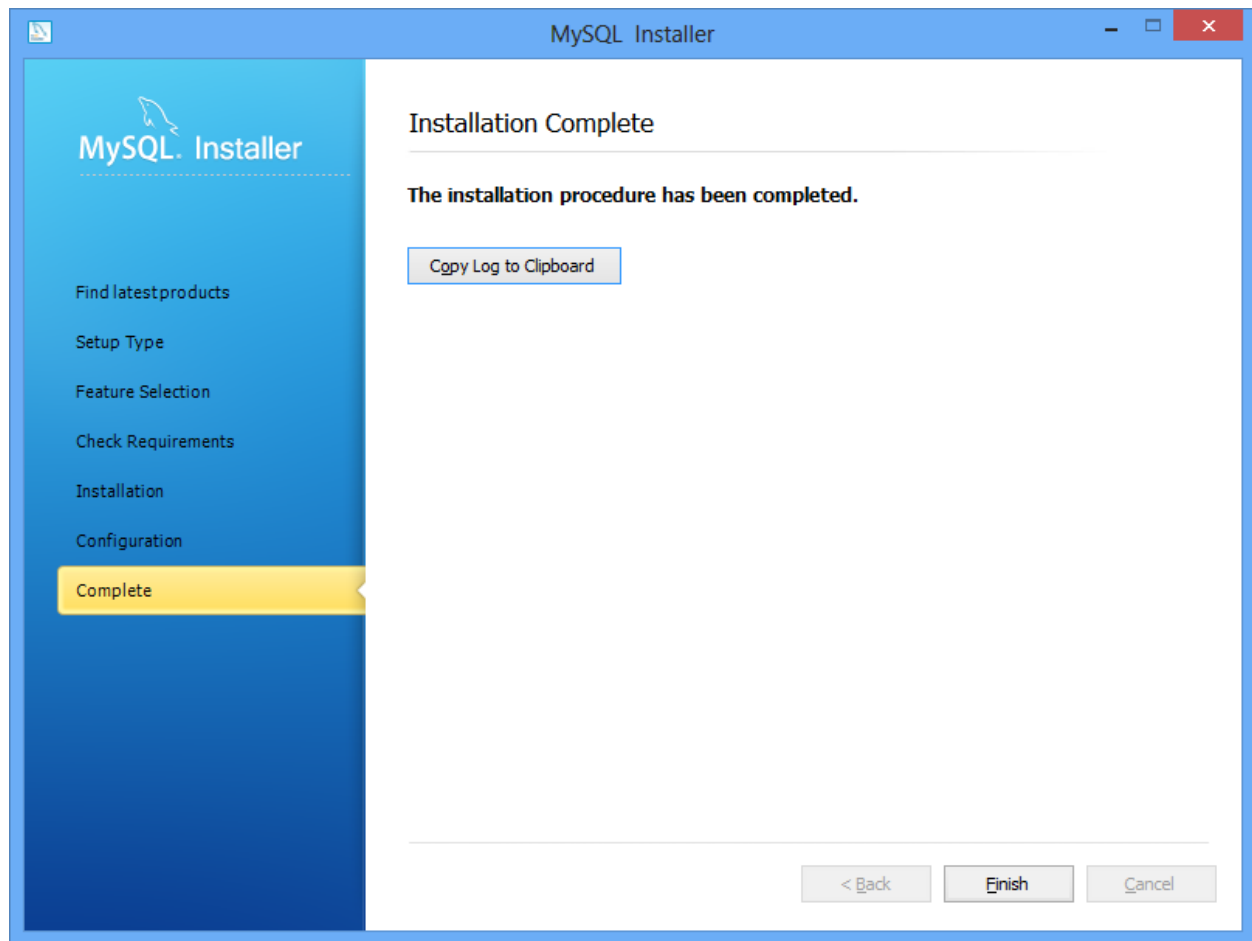 MySQL Installer
MySQL. Installer
Find latest products
Setup Type
Feature Selection
Check Requirements
Installation
Configuration
Complete
Installation Complete
The installation procedure has been completed.
Copy Log to Clipboard
< Back
Finish
Cancel